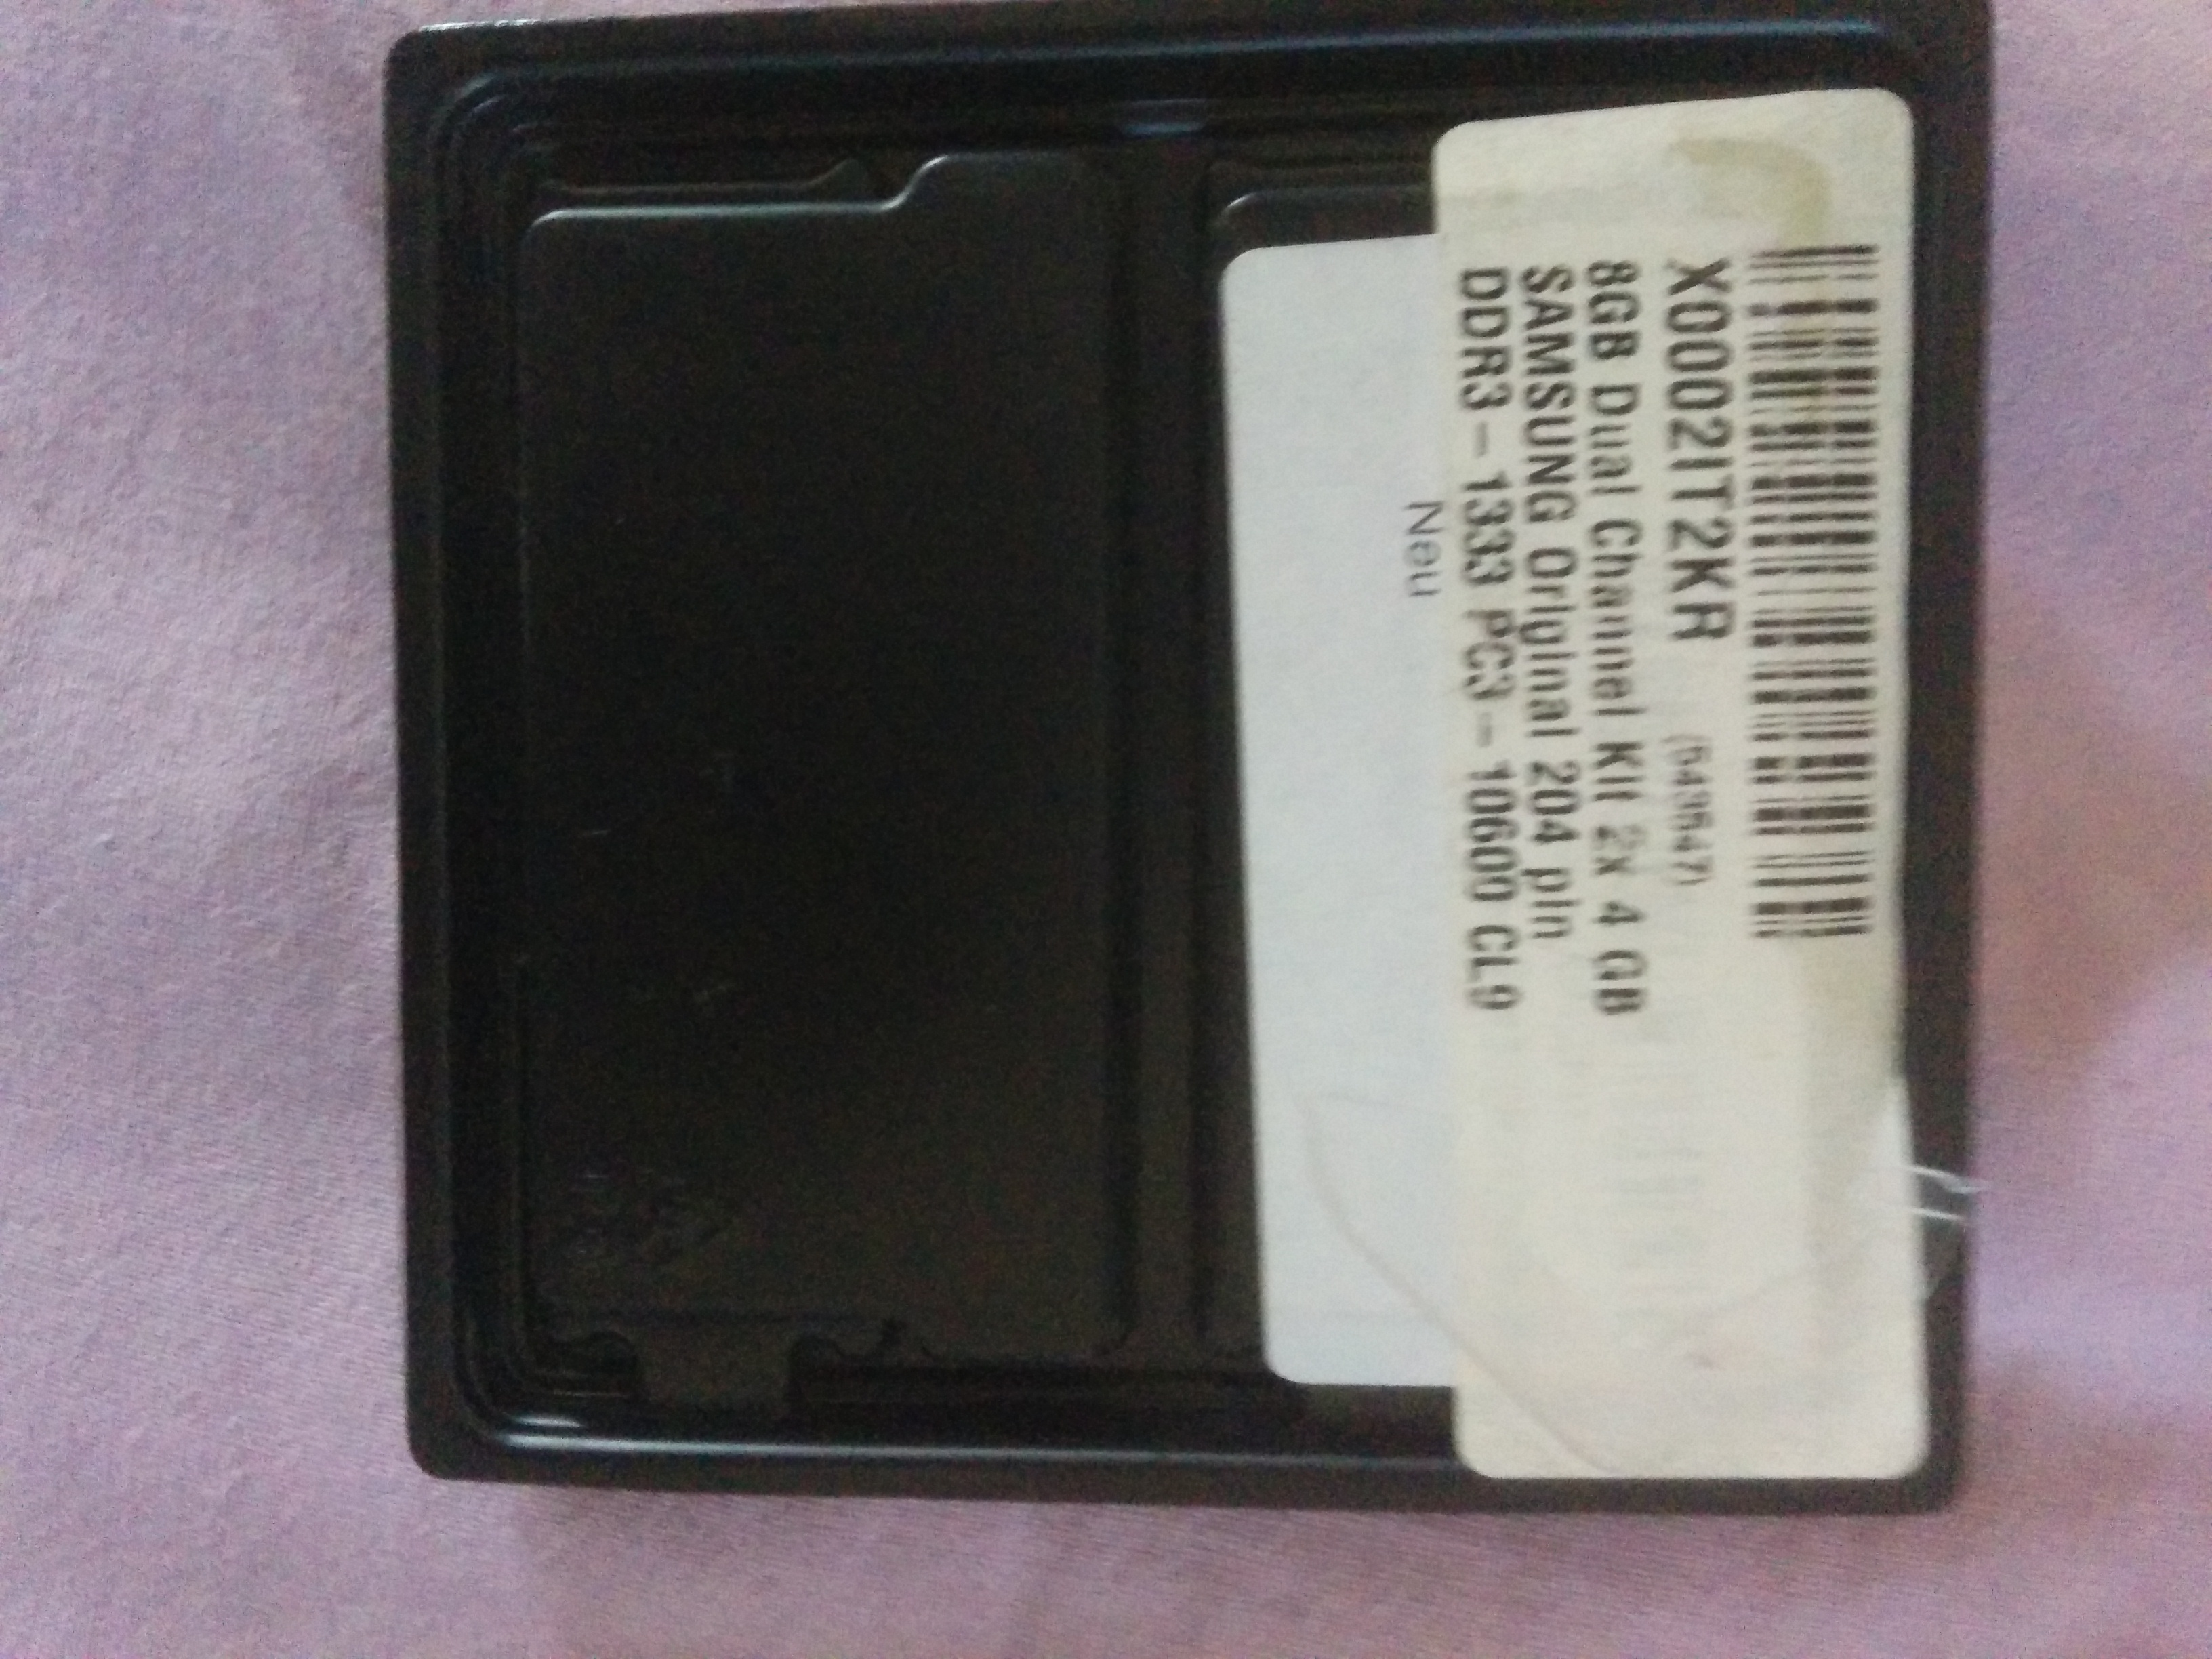 X0002IT2KR
8GB Dual Channel Kit 2x 4 GB
SAMSUNG Original 204 pin
DDR3-1333 PC3-10600 CL9
Neu